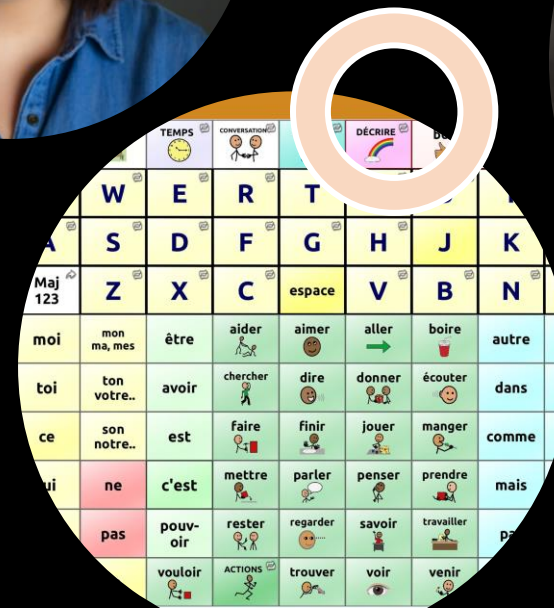 TEMPS CONVERSATION DÉCRIRE
W E R T
S D F G H J K
Maj Z X C espace V B N
123
moi mon être aider aimer aller boire autre
ma, mes
toi ton avoir chercher dire donner écouter dans
votre..
ce son est faire finir jouer manger comme
notre..
ne c'est mettre parler penser prendre mais
pas pouv- rester regarder savoir travailler
oir
vouloir ACTIONS trouver voir venir